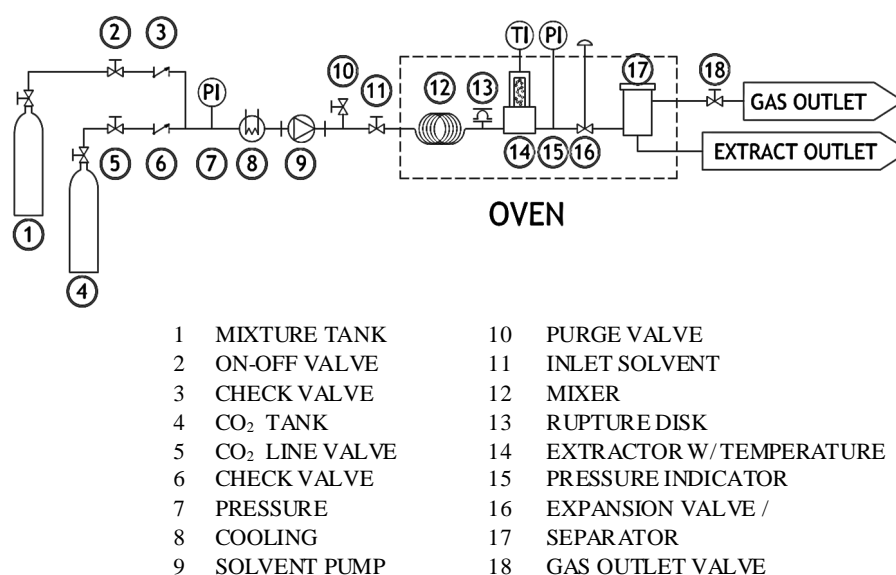 2
3
10
11
12
TI
PI
13
17
18
PI
GAS OUTLET
EXTRACT OUTLET
5
6
7
8
9
14
15
16
OVEN
1
4
1 MIXTURE TANK
2 ON-OFF VALVE
3 CHECK VALVE
4 CO₂ TANK
5 CO₂ LINE VALVE
6 CHECK VALVE
7 PRESSURE
8 COOLING
9 SOLVENT PUMP
10 PURGE VALVE
11 INLET SOLVENT
12 MIXER
13 RUPTURE DISK
14 EXTRACTOR W/ TEMPERATURE
15 PRESSURE INDICATOR
16 EXPANSION VALVE /
17 SEPARATOR
18 GAS OUTLET VALVE